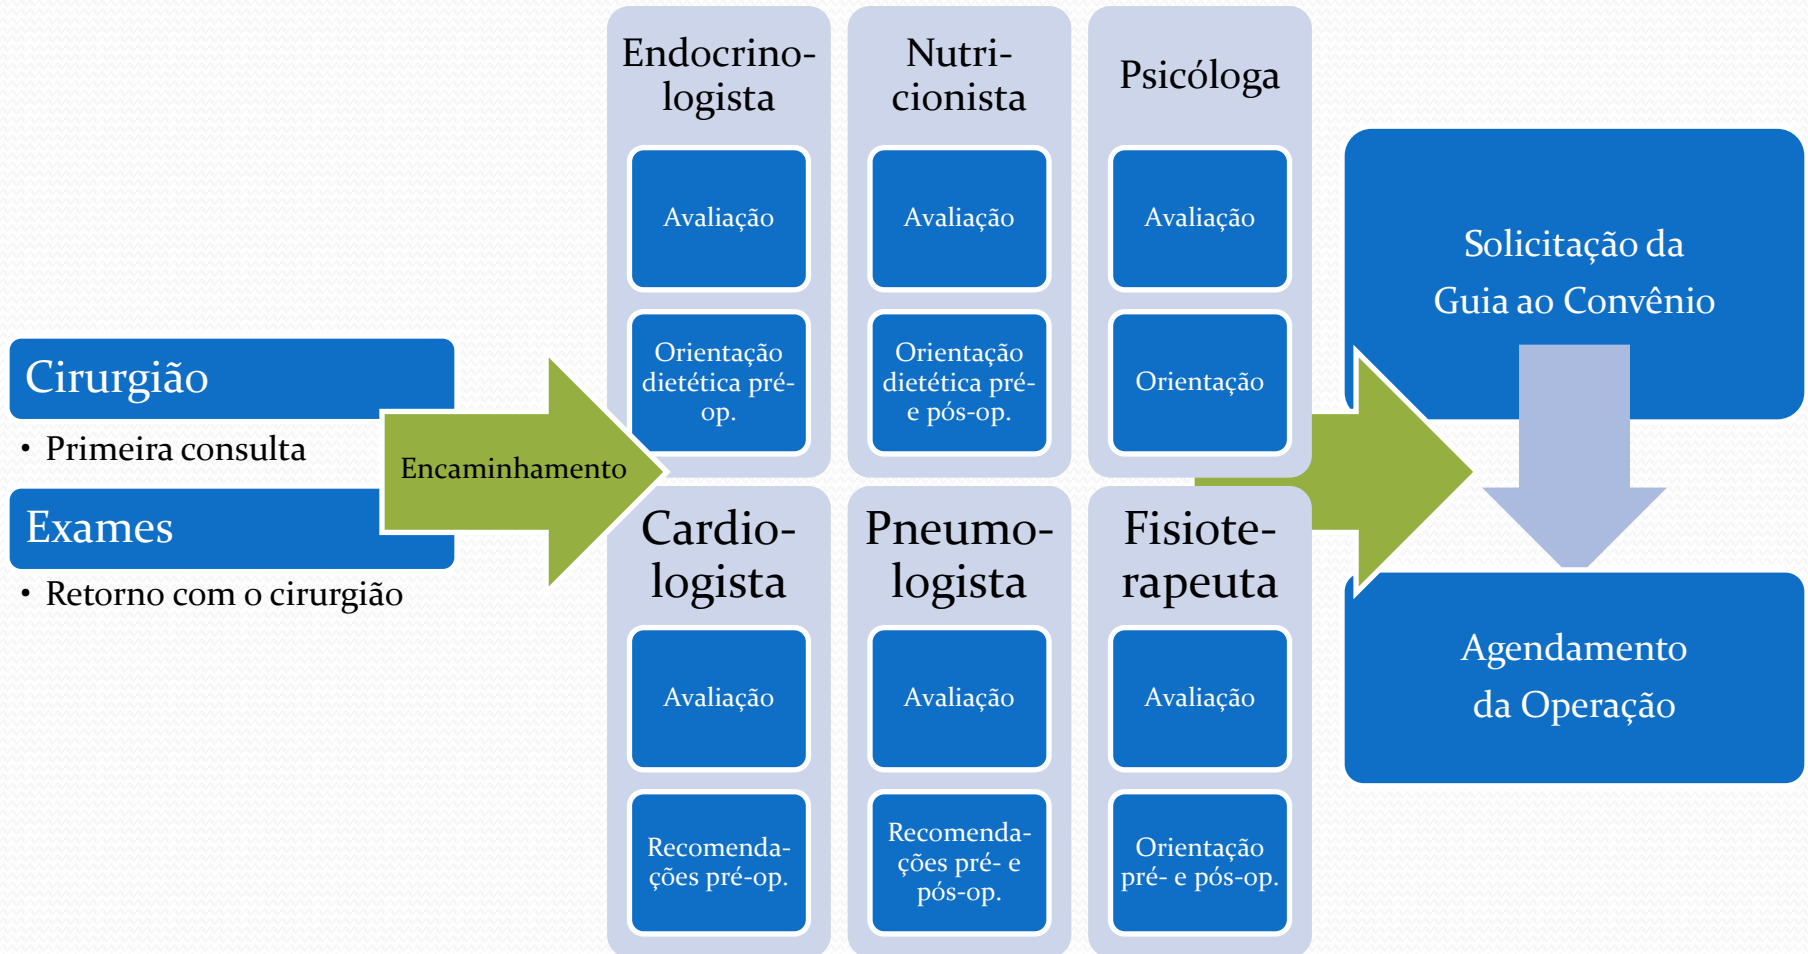 Cirurgião
• Primeira consulta
Exames
• Retorno com o cirurgião
Encaminhamento
Endocrino-
logista
Avaliação
Orientação
dietética pré-
op.
Nutri-
cionista
Avaliação
Orientação
dietética pré-
e pós-op.
Psicóloga
Avaliação
Orientação
Cardio-
logista
Avaliação
Recomenda-
ções pré-op.
Pneumo-
logista
Avaliação
Recomenda-
ções pré- e
pós-op.
Fisiote-
rapeuta
Avaliação
Orientação
pré- e pós-op.
Solicitação da
Guia ao Convênio
Agendamento
da Operação